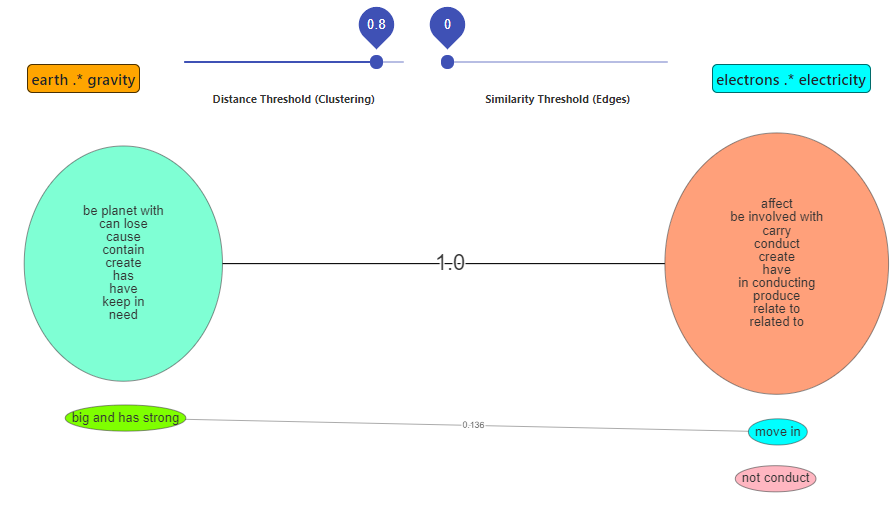 0.8
0
earth .* gravity
electrons .* electricity
Distance Threshold (Clustering)
Similarity Threshold (Edges)
be planet with
can lose
cause
contain
create
has
have
keep in
need
1.0
affect
be involved with
carry
conduct
create
have
in conducting
produce
relate to
related to
big and has strong
0.136
move in
not conduct